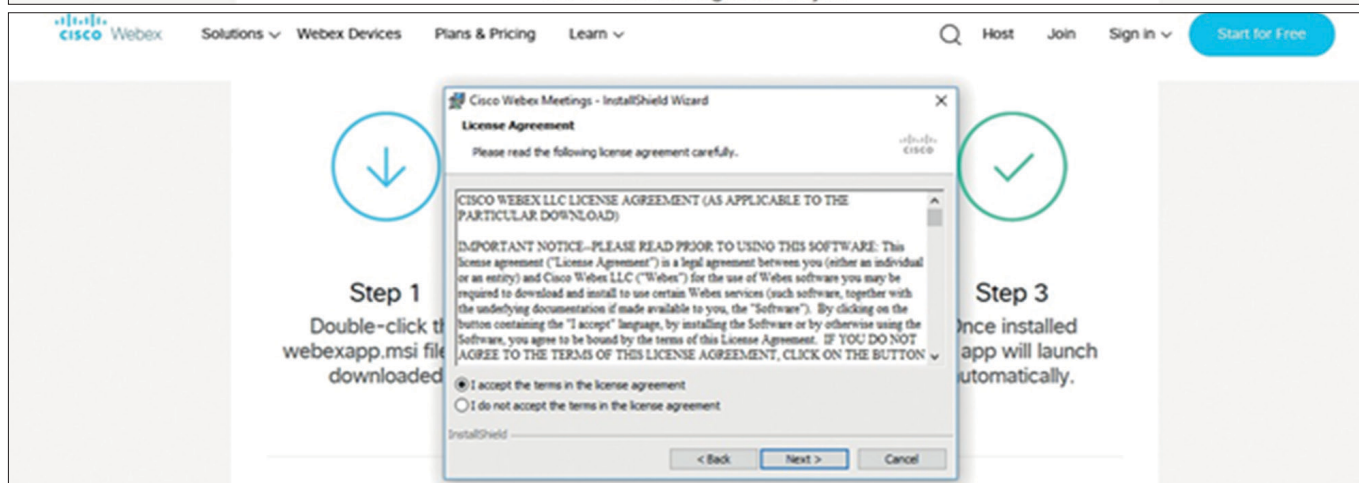 CISCO Webex Solutions Webex Devices Plans & Pricing Learn Host Join Sign in Start for Free
Cisco Webex Meetings - InstallShield Wizard
License Agreement
Please read the following license agreement carefully.
CISCO
CISCO WEBEX LLC LICENSE AGREEMENT (AS APPLICABLE TO THE
PARTICULAR DOWNLOAD)
IMPORTANT NOTICE--PLEASE READ PRIOR TO USING THIS SOFTWARE: This
license agreement ("License Agreement") is a legal agreement between you (either an individual
or an entity) and Cisco Webex LLC ("Webex") for the use of Webex software you may be
required to download and install to use certain Webex services (such software, together with
the underlying documentation if made available to you, the "Software"). By clicking on the
button containing the "I accept" language, by installing the Software or by otherwise using the
Software, you agree to be bound by the terms of this License Agreement. IF YOU DO NOT
AGREE TO THE TERMS OF THIS LICENSE AGREEMENT, CLICK ON THE BUTTON
I accept the terms in the license agreement
I do not accept the terms in the license agreement
InstallShield
< Back Next > Cancel
Step 1
Double-click
webexapp.msi
downloaded
Step 3
installed
app will launch